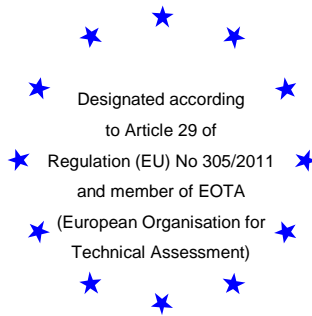 Designated according
to Article 29 of
Regulation (EU) No 305/2011
and member of EOTA
(European Organisation for
Technical Assessment)